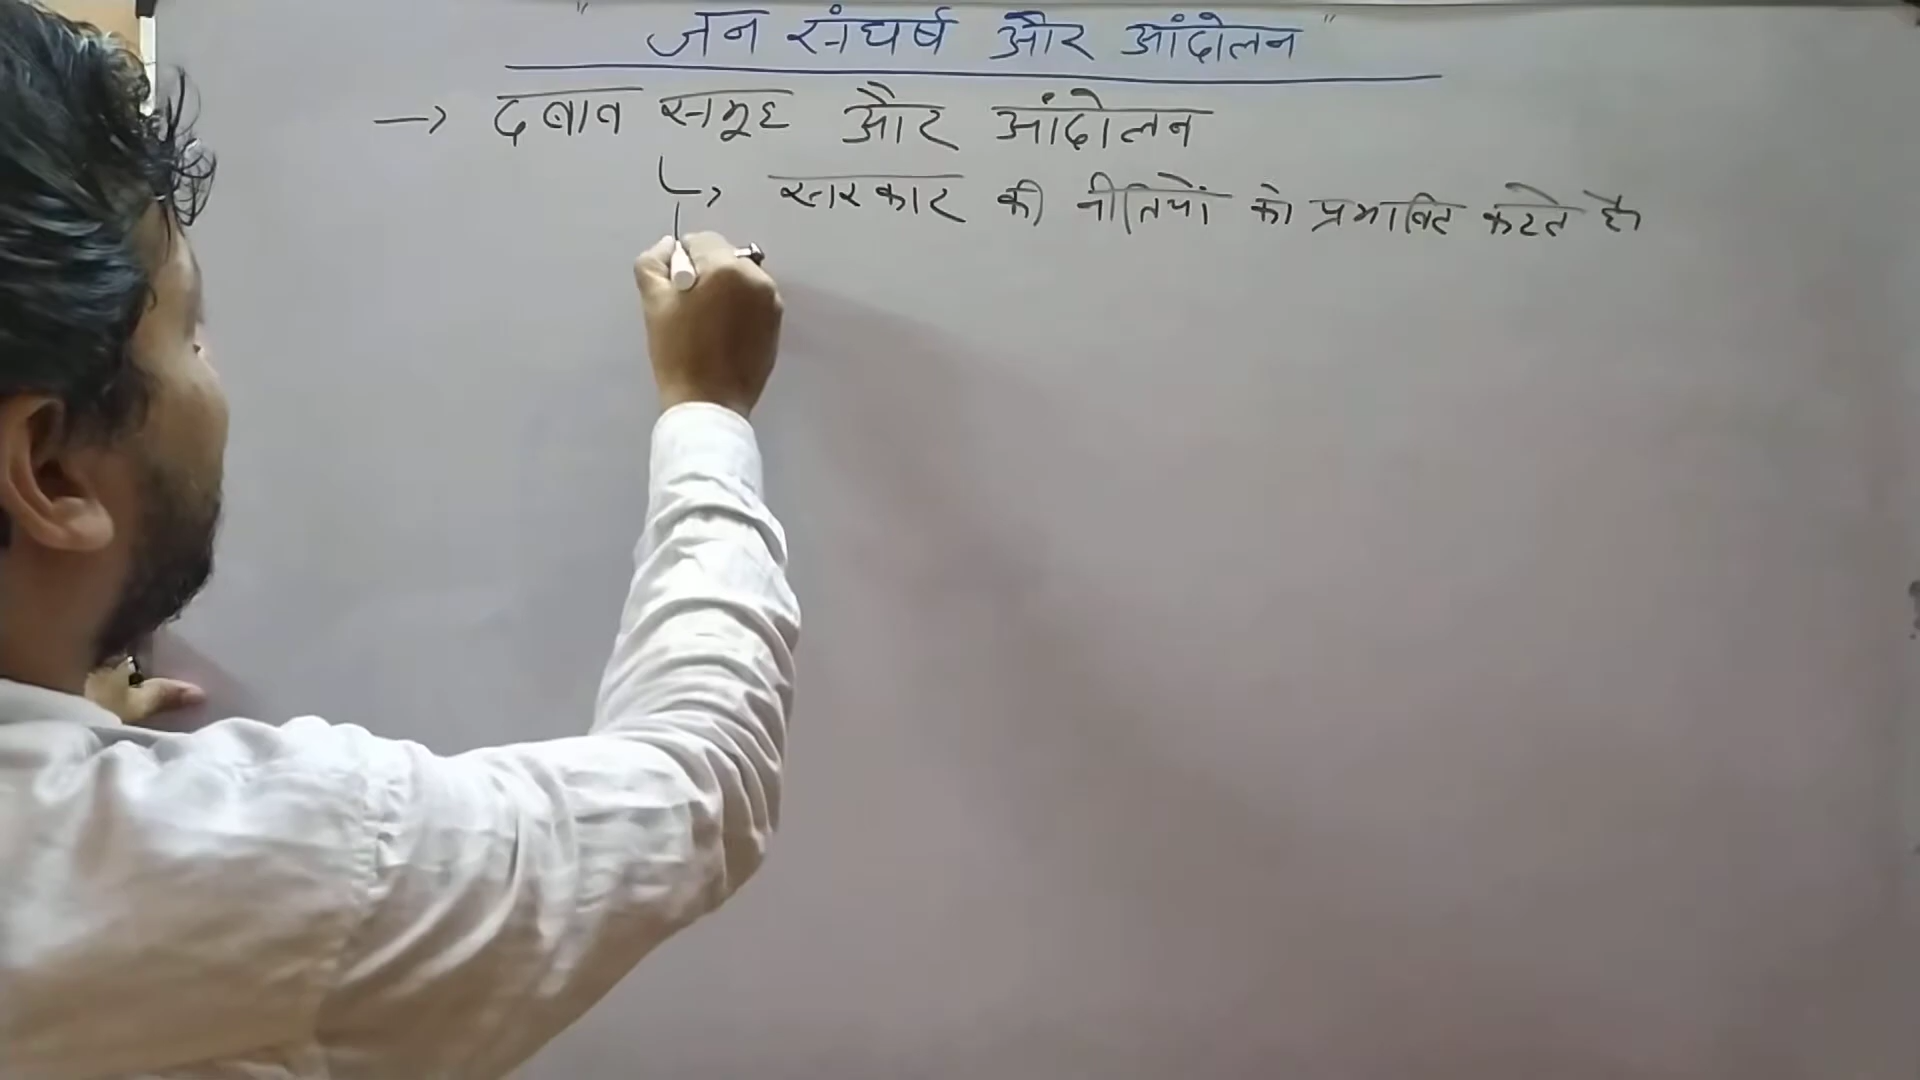 " जन संघर्ष और आंदोलन "
→ दबाव समूह और आंदोलन
↳ सरकार की नीतियों को प्रभावित करते है।